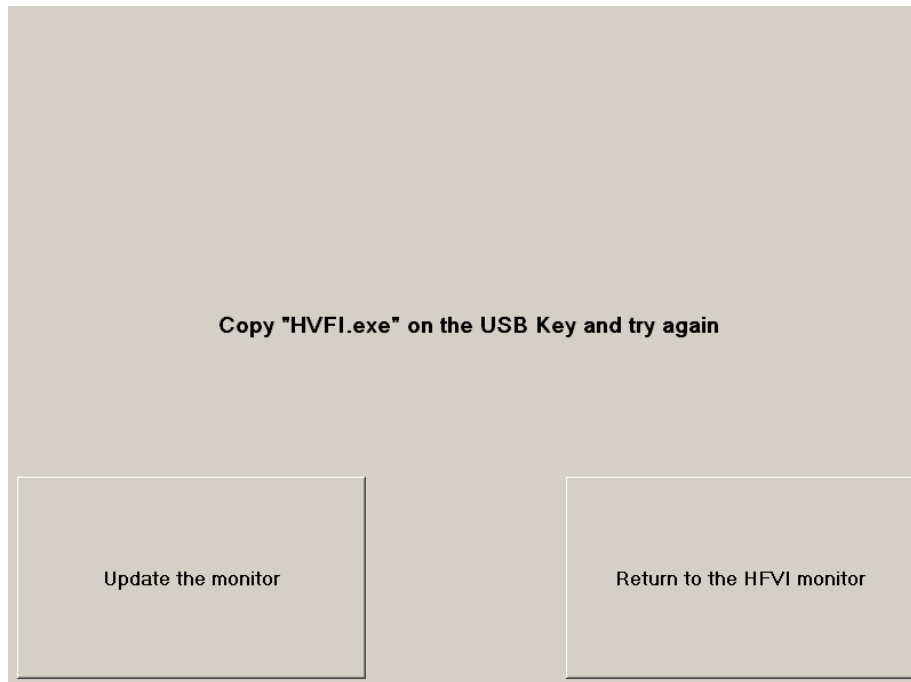 Copy "HVFI.exe" on the USB Key and try again
Update the monitor
Return to the HFVI monitor